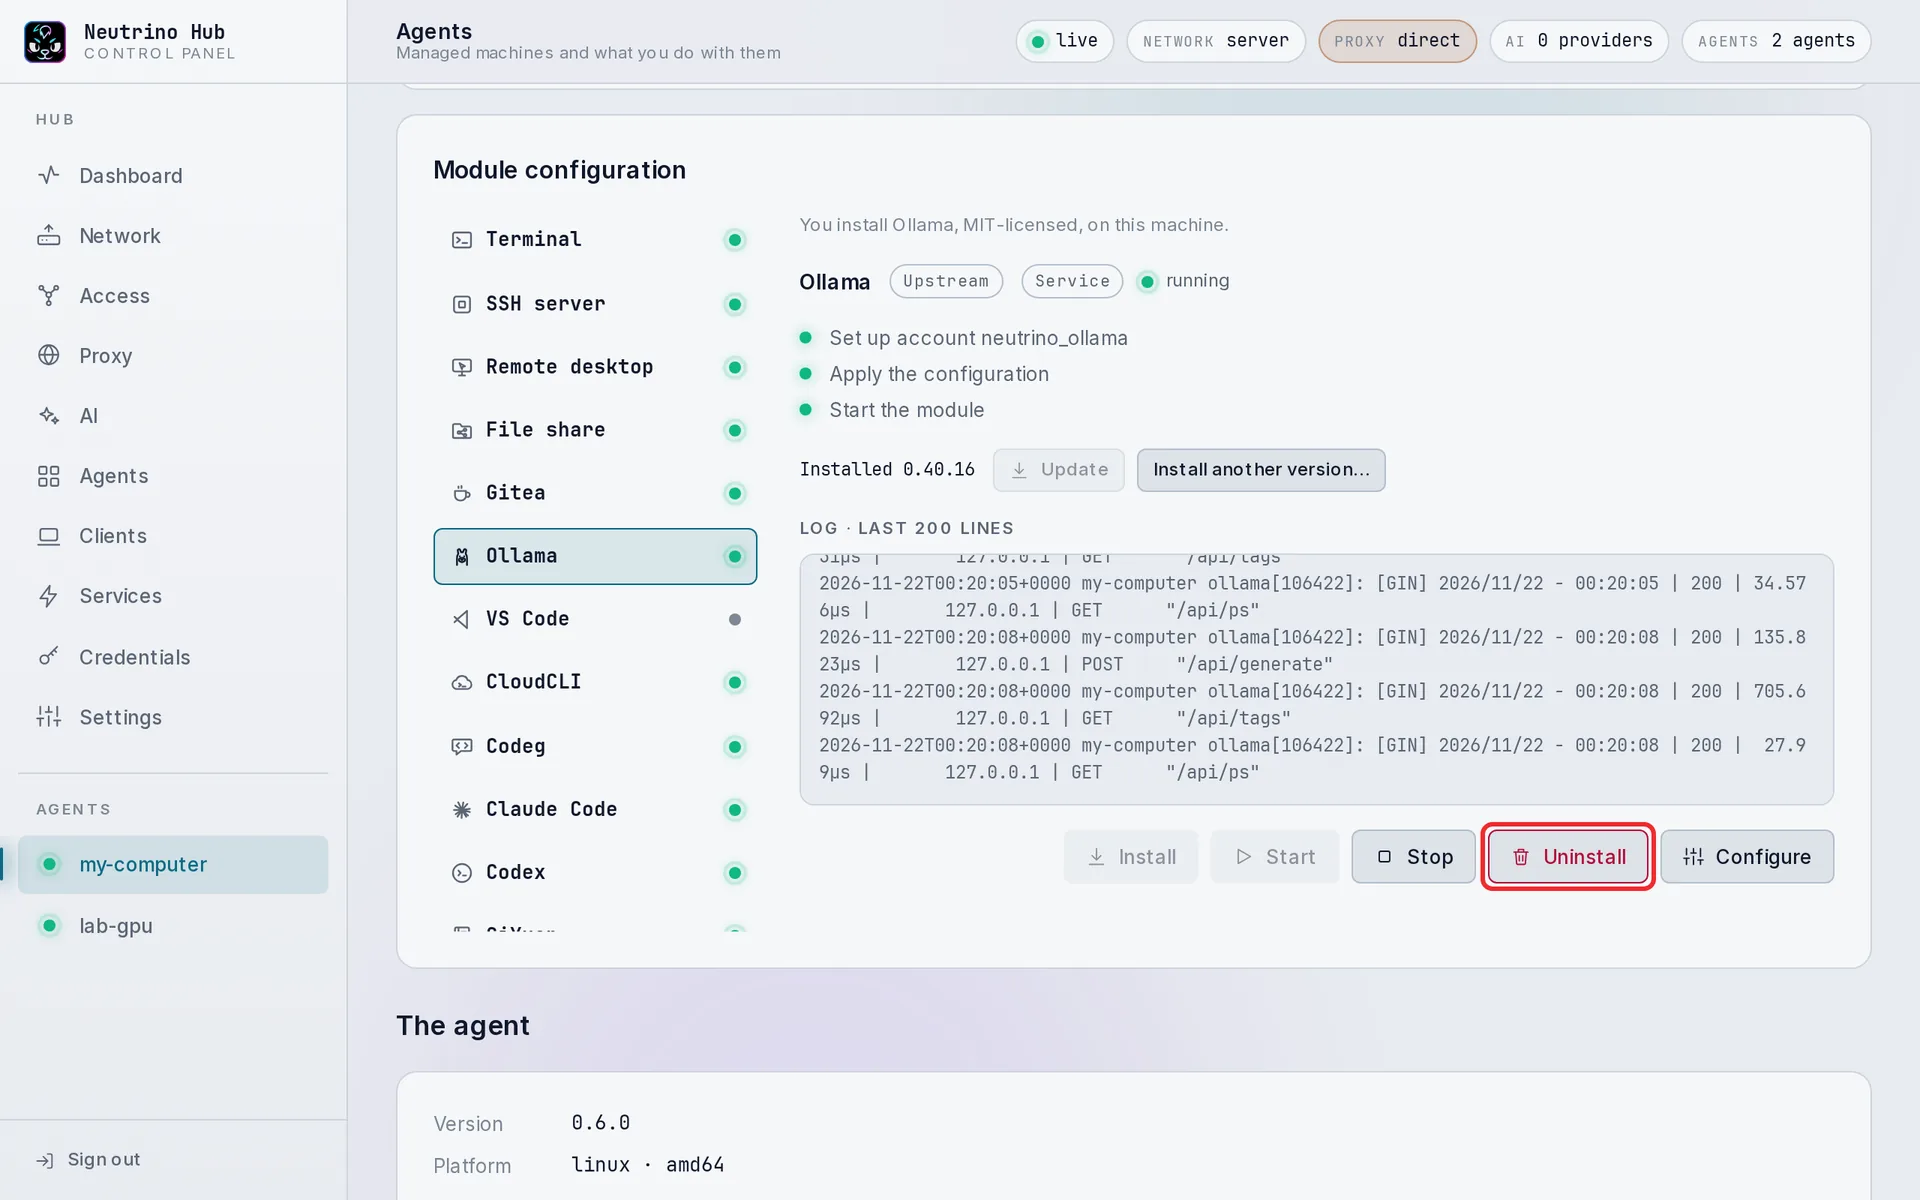 Neutrino Hub
CONTROL PANEL
Agents
Managed machines and what you do with them
live
NETWORK server
PROXY direct
AI 0 providers
AGENTS 2 agents
HUB
Dashboard
Network
Access
Proxy
AI
Agents
Clients
Services
Credentials
Settings
AGENTS
my-computer
lab-gpu
Sign out
Module configuration
Terminal
SSH server
Remote desktop
File share
Gitea
Ollama
VS Code
CloudCLI
Codeg
Claude Code
Codex
You install Ollama, MIT-licensed, on this machine.
Ollama Upstream Service running
Set up account neutrino_ollama
Apply the configuration
Start the module
Installed 0.40.16 Update Install another version...
LOG · LAST 200 LINES
31µs | 127.0.0.1 | GET "/api/tags
2026-11-22T00:20:05+0000 my-computer ollama[106422]: [GIN] 2026/11/22 - 00:20:05 | 200 | 34.57
6µs | 127.0.0.1 | GET "/api/ps"
2026-11-22T00:20:08+0000 my-computer ollama[106422]: [GIN] 2026/11/22 - 00:20:08 | 200 | 135.8
23µs | 127.0.0.1 | POST "/api/generate"
2026-11-22T00:20:08+0000 my-computer ollama[106422]: [GIN] 2026/11/22 - 00:20:08 | 200 | 705.6
92µs | 127.0.0.1 | GET "/api/tags"
2026-11-22T00:20:08+0000 my-computer ollama[106422]: [GIN] 2026/11/22 - 00:20:08 | 200 | 27.9
9µs | 127.0.0.1 | GET "/api/ps"
Install
Start
Stop
Uninstall
Configure
The agent
Version 0.6.0
Platform linux · amd64